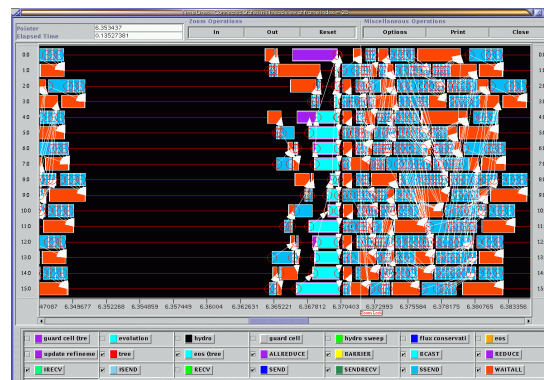 Zoom Operations
Miscellaneous Operations
Pointer 6.353437
Elapsed Time 0.13527381
In Out Reset Options Print Close
0:0
1:0
2:0
3:0
4:0
5:0
6:0
7:0
8:0
9:0
10:0
11:0
12:0
13:0
14:0
15:0
47087 6.349677 6.352268 6.354859 6.357449 6.36004 6.362631 6.365221 6.367812 6.370403 6.372993 6.375584 6.378175 6.380765 6.383356
Zoom Lock
guard cell (tre evolution hydro guard cell hydro sweep flux conservati eos
update refineme tree eos (tree ALLREDUCE BARRIER BCAST REDUCE
IRECV ISEND RECV SEND SENDRECV SSEND WAITALL